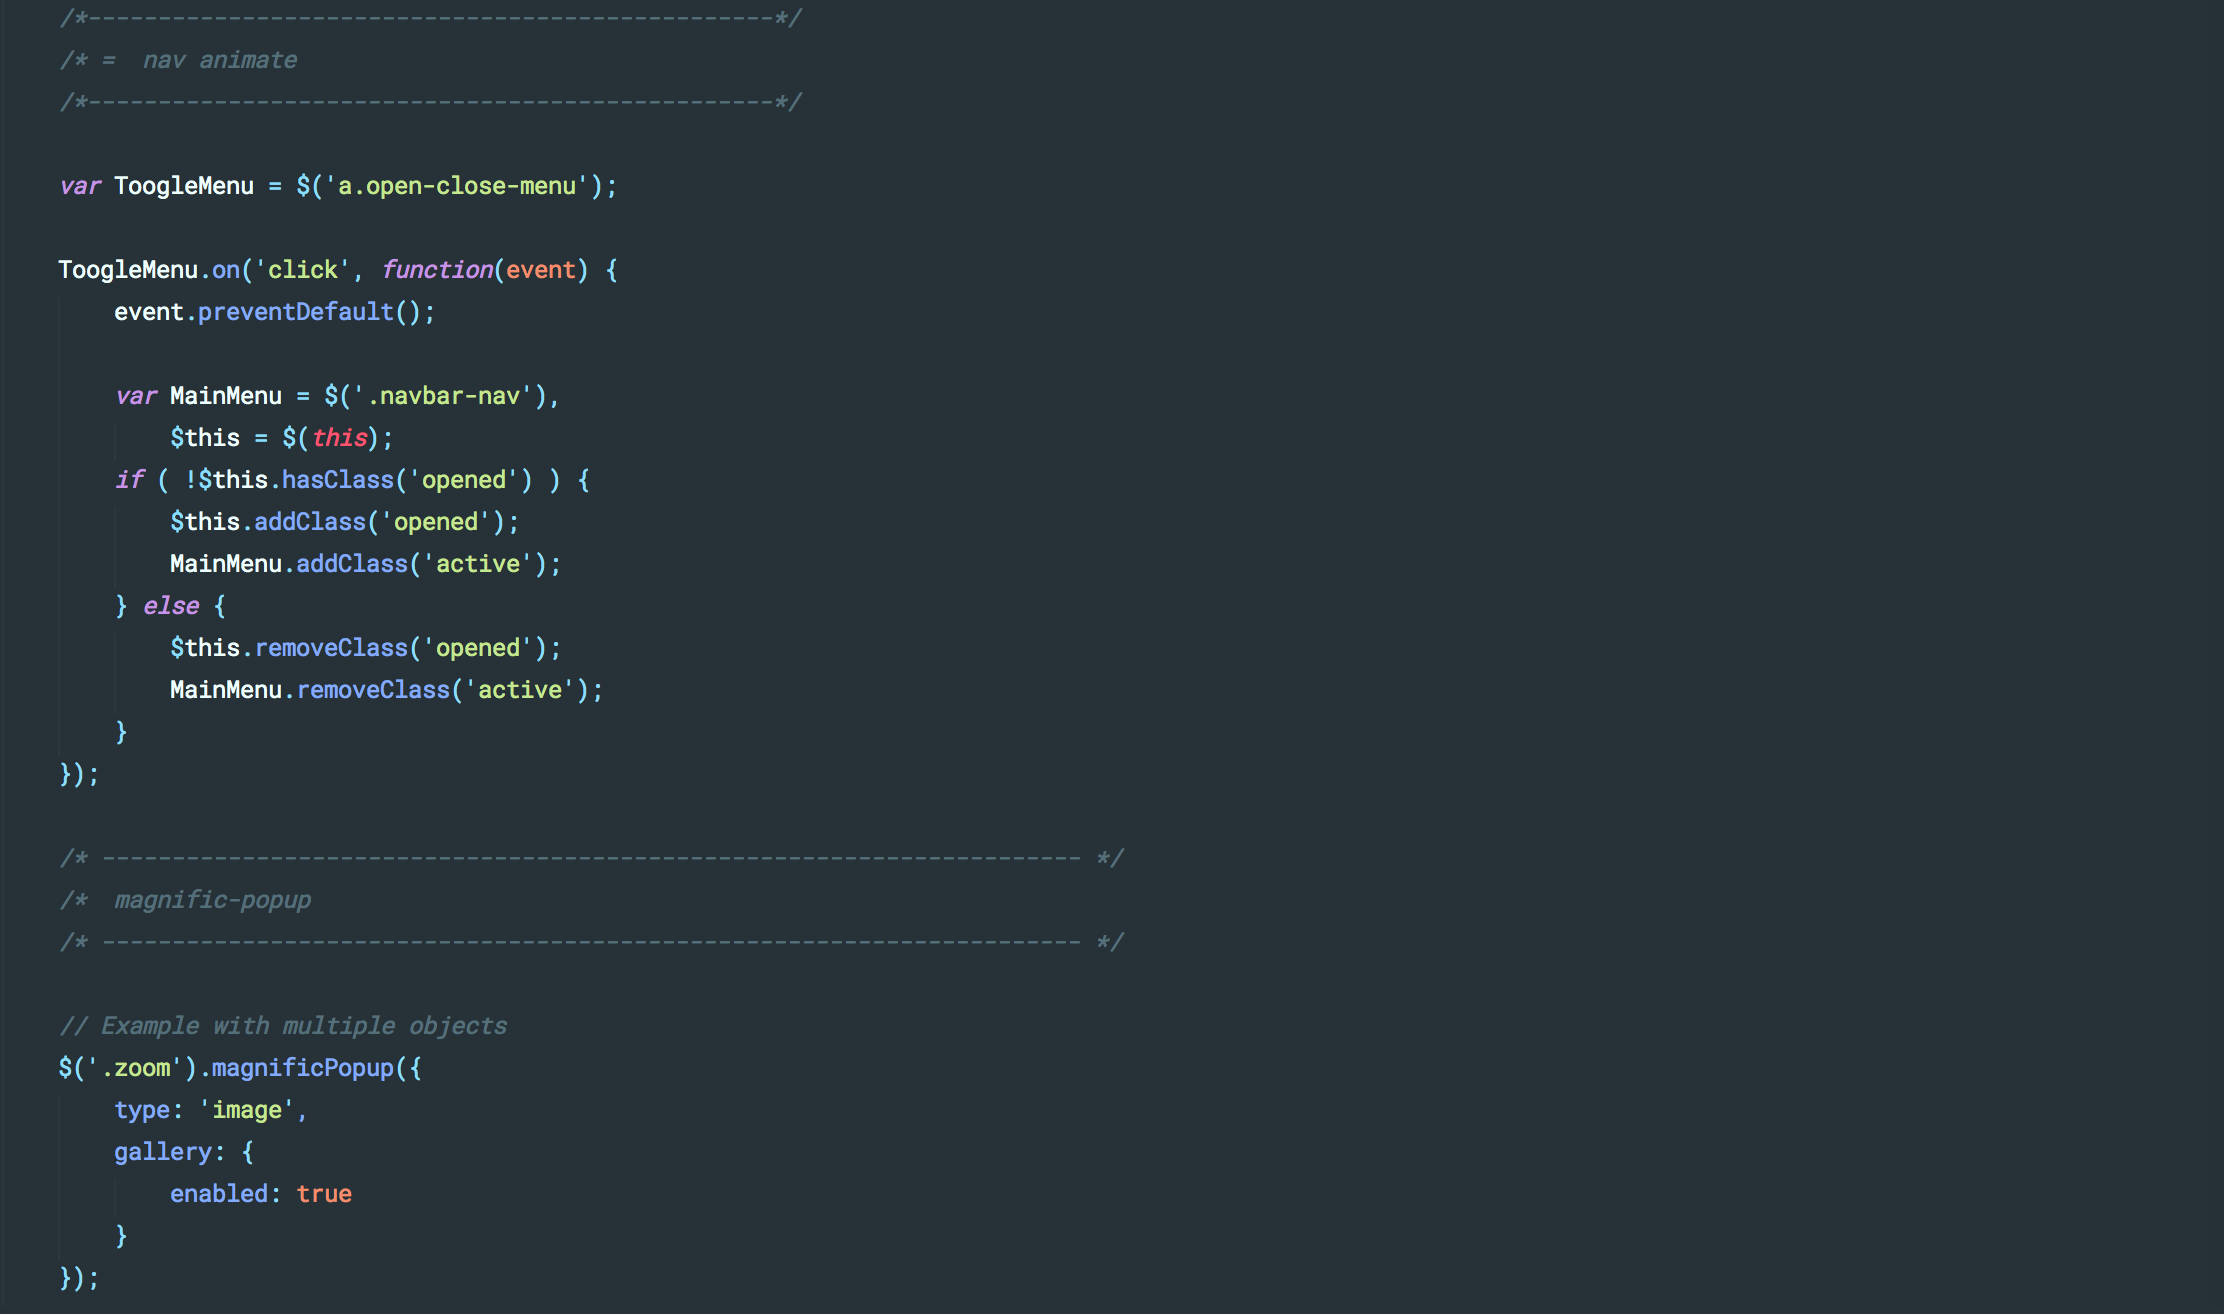 /*-------------------------------------------------*/
/* =  nav animate
/*-------------------------------------------------*/
var ToogleMenu = $('a.open-close-menu');
ToogleMenu.on('click', function(event) {
    event.preventDefault();
    var MainMenu = $('.navbar-nav'),
        $this = $(this);
    if ( !$this.hasClass('opened') ) {
        $this.addClass('opened');
        MainMenu.addClass('active');
    } else {
        $this.removeClass('opened');
        MainMenu.removeClass('active');
    }
});
/* ---------------------------------------------------------------------- */
/*  magnific-popup
/* ---------------------------------------------------------------------- */
// Example with multiple objects
$('.zoom').magnificPopup({
    type: 'image',
    gallery: {
        enabled: true
    }
});